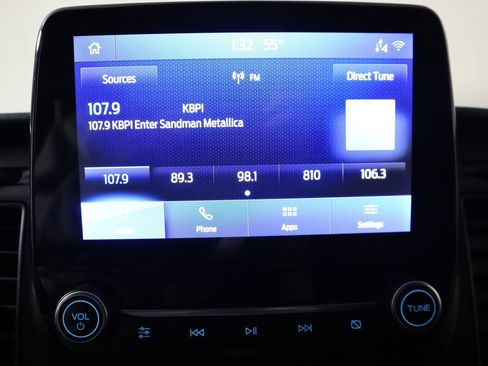 1:32 55°
Sources FM Direct Tune
107.9 KBPI
107.9 KBPI Enter Sandman Metallica
107.9 89.3 98.1 810 106.3
Audio Phone Apps Settings
VOL TUNE